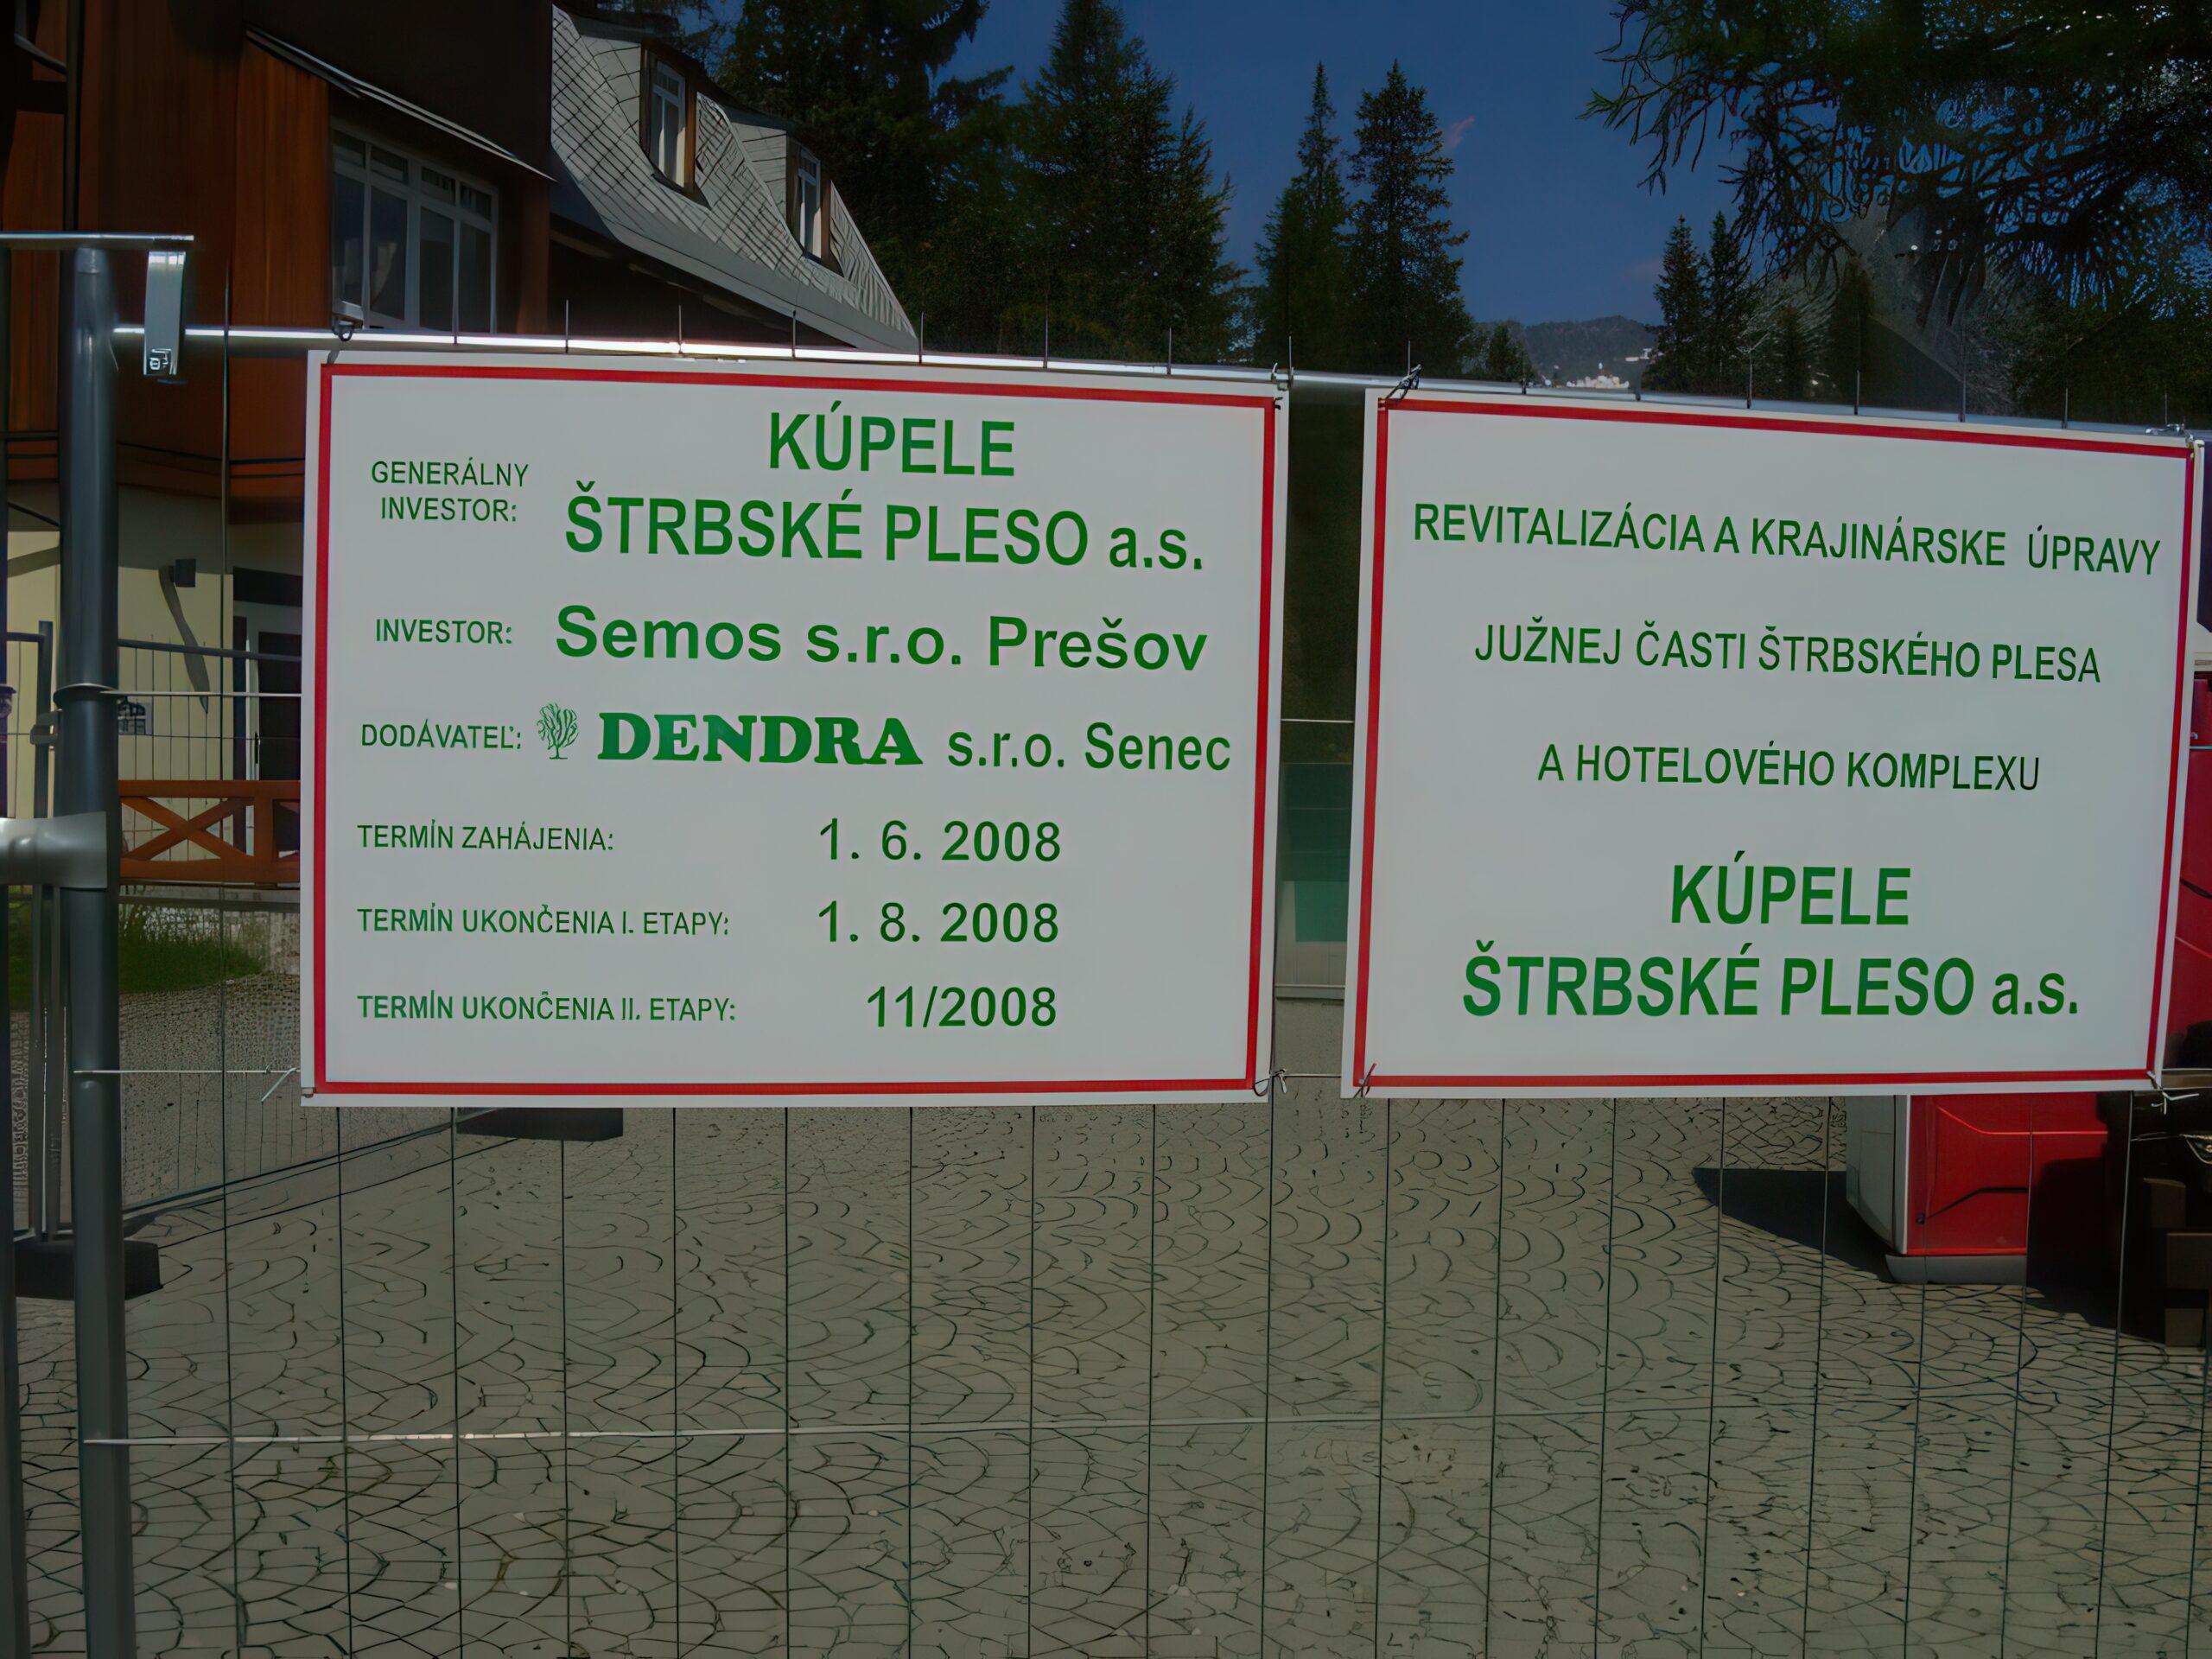 KÚPELE
GENERÁLNY
INVESTOR:
ŠTRBSKÉ PLESO a.s.
INVESTOR: Semos s.r.o. Prešov
DODÁVATEĽ: DENDRA s.r.o. Senec
TERMÍN ZAHÁJENIA: 1. 6. 2008
TERMÍN UKONČENIA I. ETAPY: 1. 8. 2008
TERMÍN UKONČENIA II. ETAPY: 11/2008
REVITALIZÁCIA A KRAJINÁRSKE ÚPRAVY
JUŽNEJ ČASTI ŠTRBSKÉHO PLESA
A HOTELOVÉHO KOMPLEXU
KÚPELE
ŠTRBSKÉ PLESO a.s.